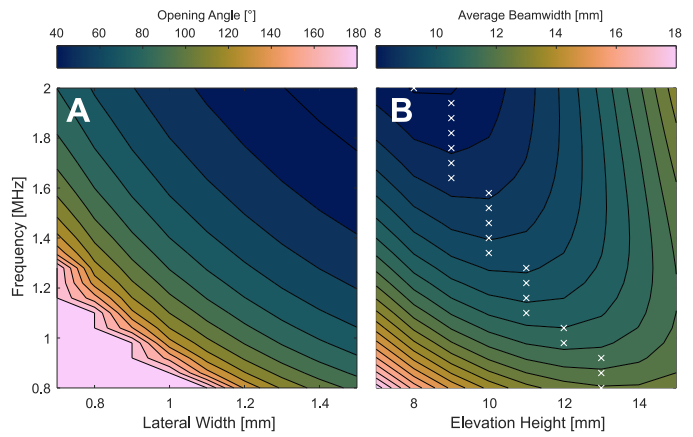 Opening Angle [°]
40 60 80 100 120 140 160 180
Average Beamwidth [mm]
8 10 12 14 16 18
A
B
Frequency [MHz]
2
1.8
1.6
1.4
1.2
1
0.8
0.8 1 1.2 1.4
Lateral Width [mm]
8 10 12 14
Elevation Height [mm]